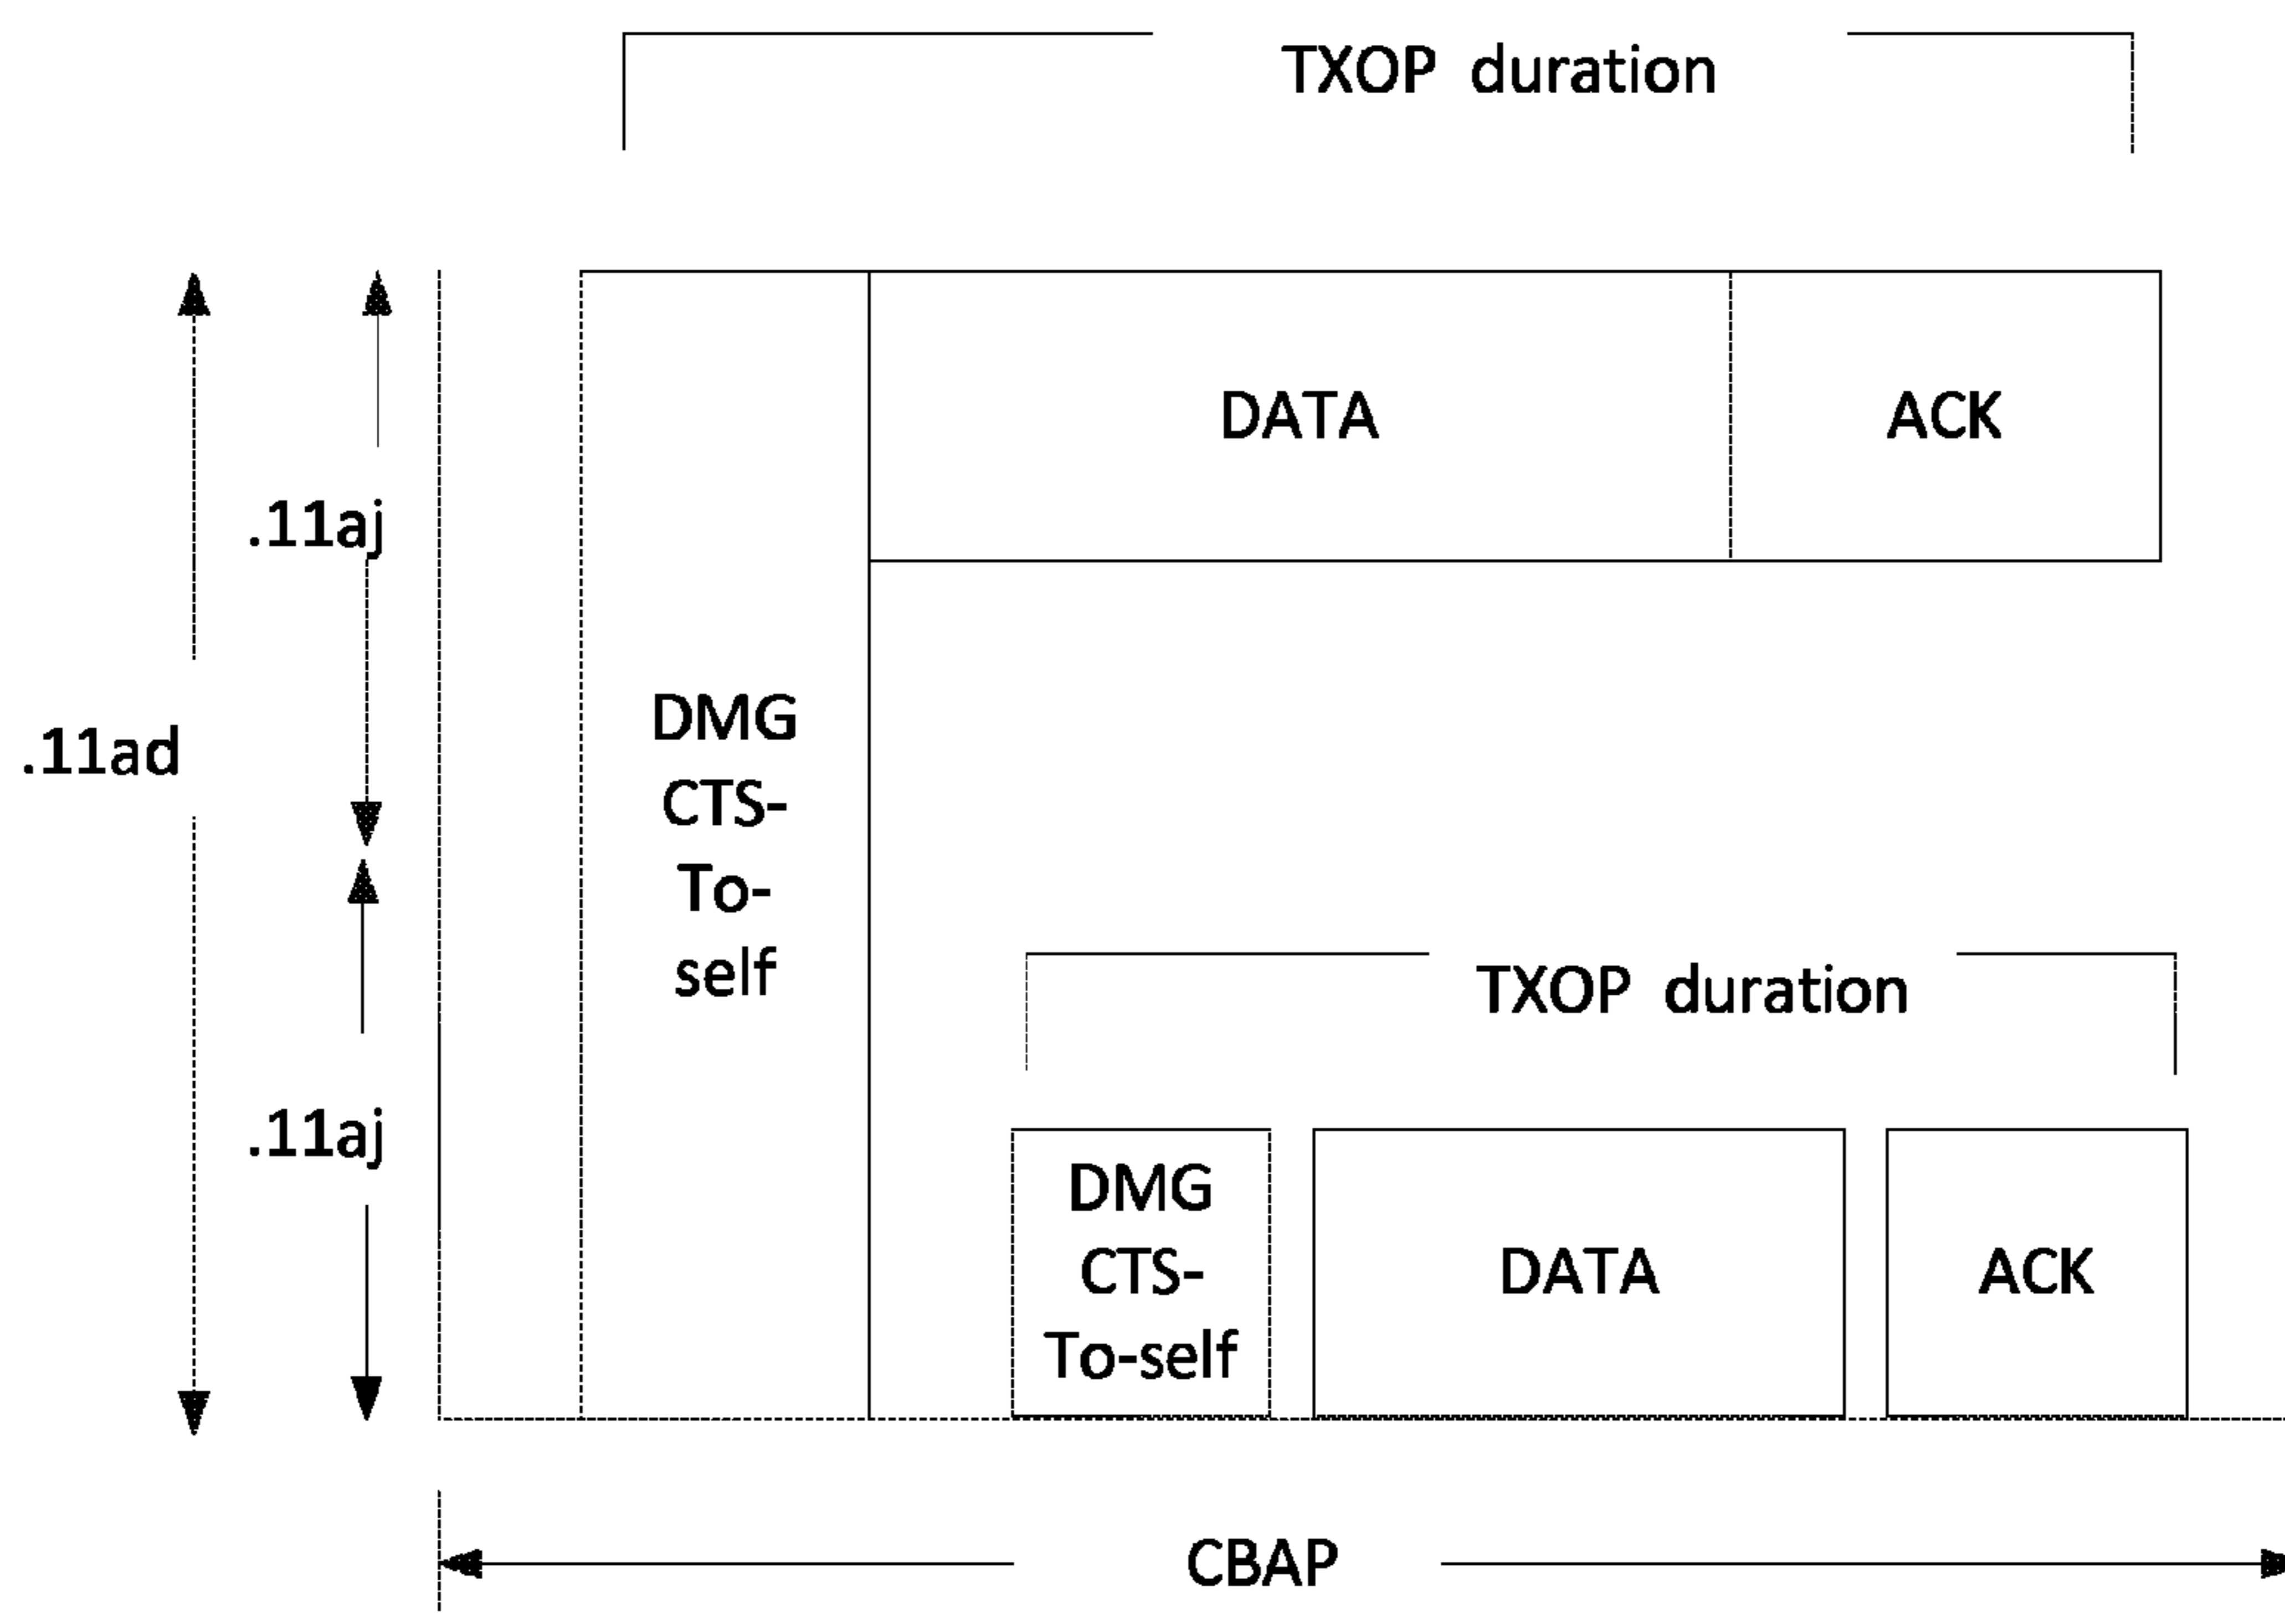 TXOP duration
DATA
ACK
.11aj
DMG
CTS-
To-
self
.11ad
TXOP duration
.11aj
DMG
CTS-
To-self
DATA
ACK
CBAP